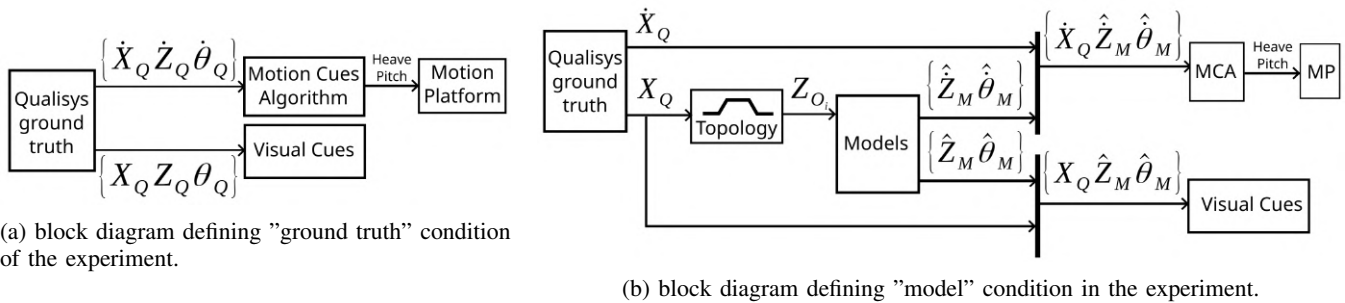 Qualisys
ground
truth
{Ẋ_Q Ż_Q θ̇_Q}
Motion Cues
Algorithm
Heave
Pitch
Motion
Platform
{X_Q Z_Q θ_Q}
Visual Cues
(a) block diagram defining ”ground truth” condition
of the experiment.
Qualisys
ground
truth
Ẋ_Q
X_Q
Topology
Z_{O_i}
Models
{Ẑ̇_M θ̂̇_M}
{Ẑ_M θ̂_M}
{Ẋ_Q Ẑ̇_M θ̂̇_M}
MCA
Heave
Pitch
MP
{X_Q Ẑ_M θ̂_M}
Visual Cues
(b) block diagram defining ”model” condition in the experiment.